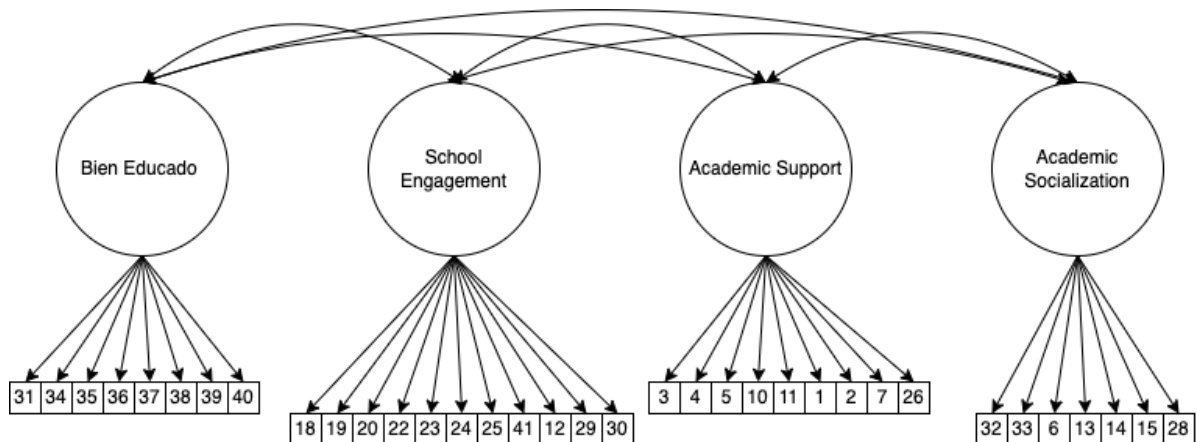 Bien Educado
School
Engagement
Academic Support
Academic
Socialization
31 34 35 36 37 38 39 40
3 4 5 10 11 1 2 7 26
18 19 20 22 23 24 25 41 12 29 30
32 33 6 13 14 15 28